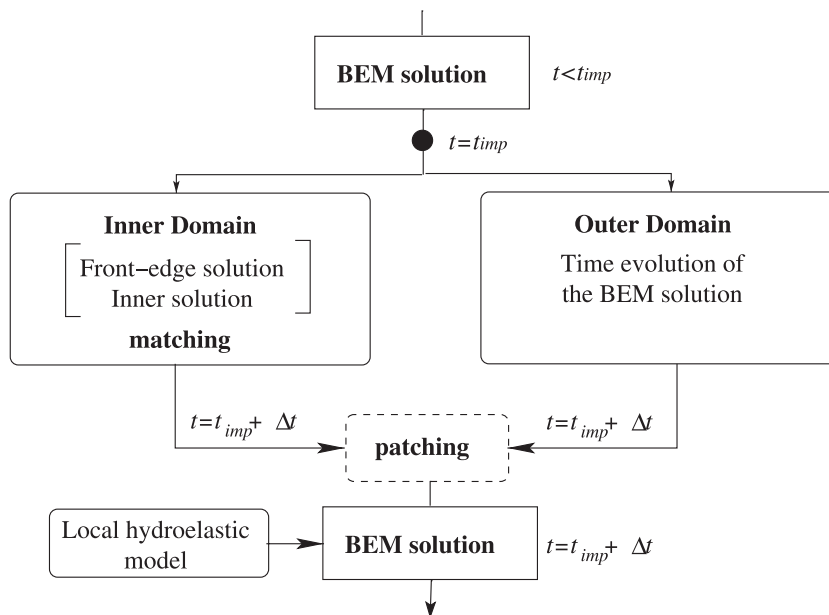 BEM solution
t<timp
t=timp
Inner Domain
Front–edge solution
Inner solution
matching
Outer Domain
Time evolution of
the BEM solution
t=timp+ Δt
t=timp+ Δt
patching
Local hydroelastic
model
BEM solution
t=timp+ Δt